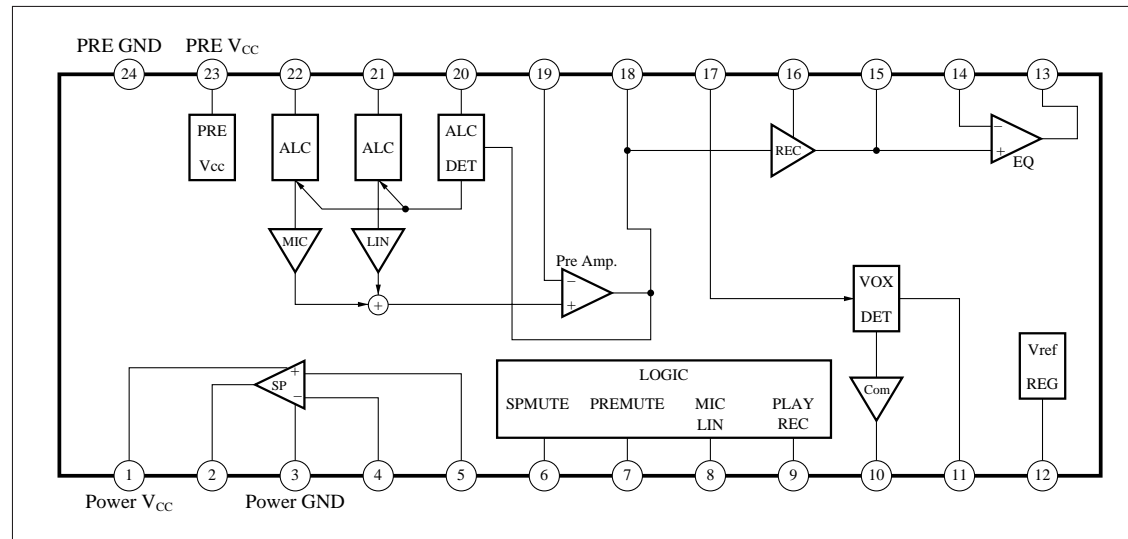 PRE GND PRE VCC
24 23 22 21 20 19 18 17 16 15 14 13
PRE
Vcc
ALC
ALC
ALC
DET
REC
−
+
EQ
MIC
LIN
Pre Amp.
−
+
+
VOX
DET
Com
Vref
REG
SP
+
−
LOGIC
SPMUTE PREMUTE MIC PLAY
LIN REC
1 2 3 4 5 6 7 8 9 10 11 12
Power VCC Power GND